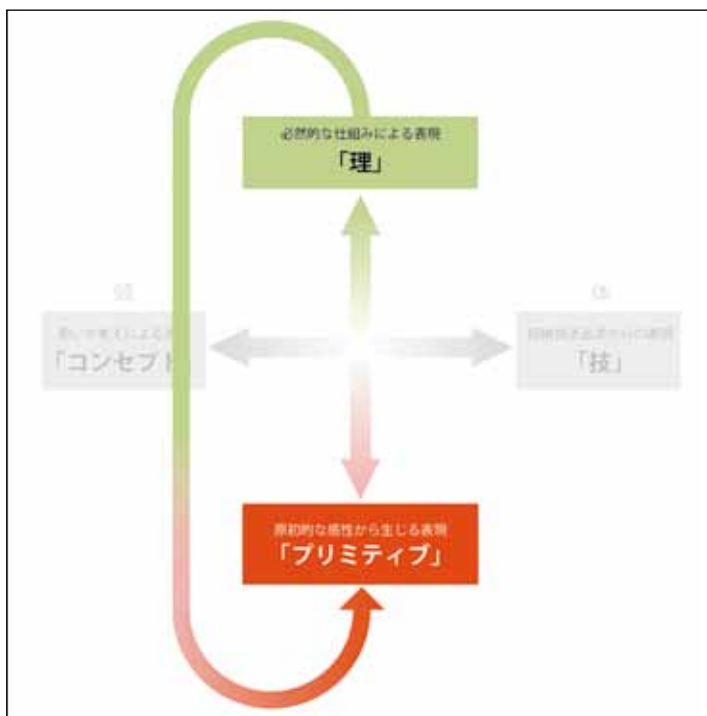 必然的な仕組みによる表現
「理」
「コンセプト
「技」
原初的な感性から生じる表現
「プリミティブ」